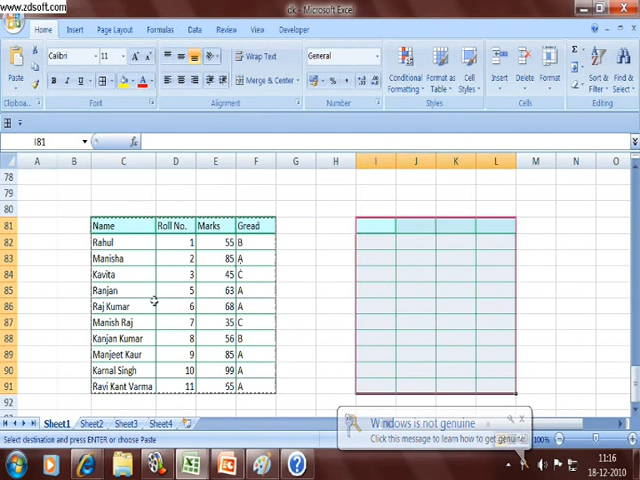 www.zdsoft.com
ck - Microsoft Excel
Home Insert Page Layout Formulas Data Review View Developer
Calibri 11 Wrap Text General
Paste Merge & Center Conditional Formatting Format as Table Cell Styles Insert Delete Format Sort & Filter Find & Select
Clipboard Font Alignment Number Styles Cells Editing
I81 fx
A B C D E F G H I J K L M N O
78
79
80
81 Name Roll No. Marks Gread
82 Rahul 1 55 B
83 Manisha 2 85 A
84 Kavita 3 45 C
85 Ranjan 5 63 A
86 Raj Kumar 6 68 A
87 Manish Raj 7 35 C
88 Kanjan Kumar 8 56 B
89 Manjeet Kaur 9 85 A
90 Karnal Singh 10 99 A
91 Ravi Kant Varma 11 55 A
92
Sheet1 Sheet2 Sheet3 Sheet4
Windows is not genuine
Click this message to learn how to get genuine.
Select destination and press ENTER or choose Paste 100%
11:16
18-12-2010